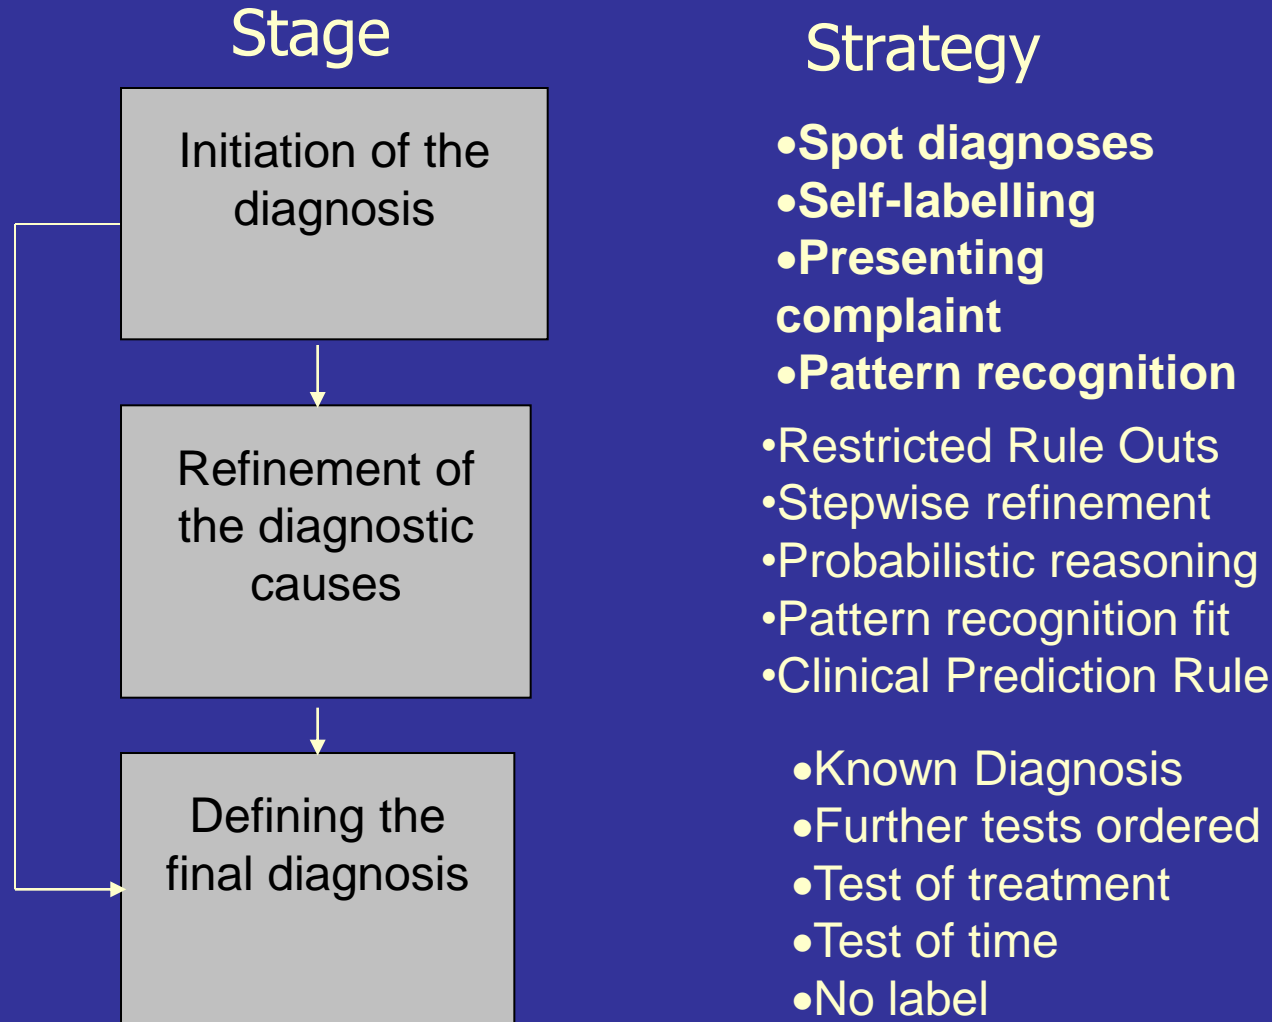 Stage
Strategy
Initiation of the
diagnosis
•Spot diagnoses
•Self-labelling
•Presenting
complaint
•Pattern recognition
Refinement of
the diagnostic
causes
•Restricted Rule Outs
•Stepwise refinement
•Probabilistic reasoning
•Pattern recognition fit
•Clinical Prediction Rule
Defining the
final diagnosis
•Known Diagnosis
•Further tests ordered
•Test of treatment
•Test of time
•No label